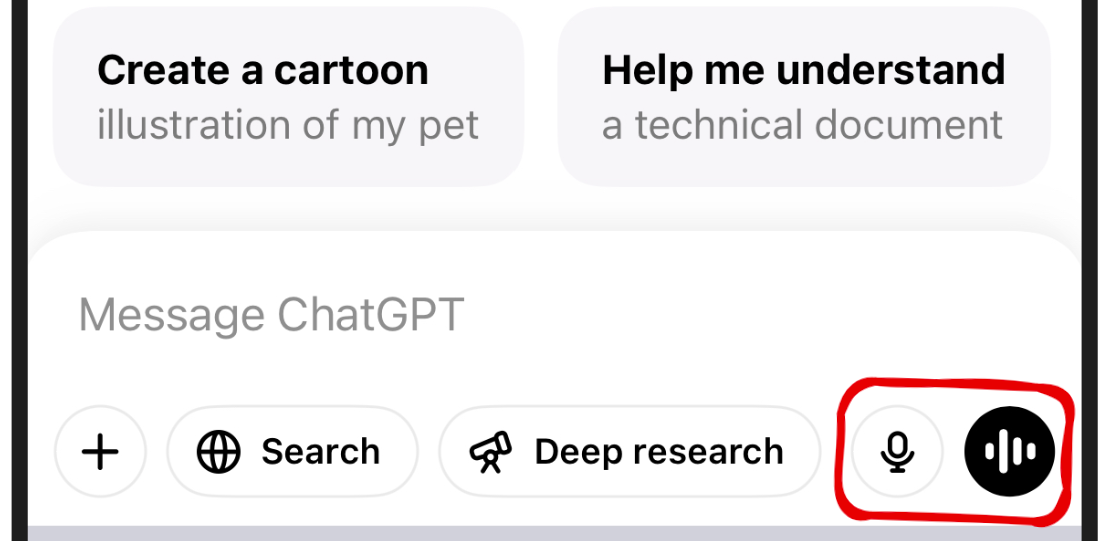 Create a cartoon
illustration of my pet
Help me understand
a technical document
Message ChatGPT
Search
Deep research